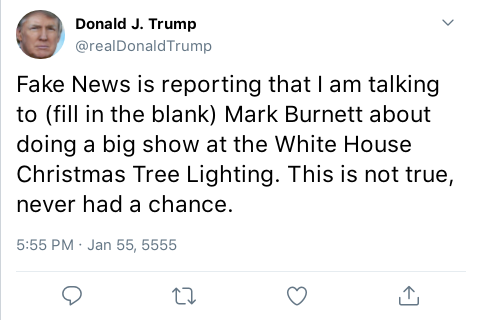 Donald J. Trump
@realDonaldTrump
Fake News is reporting that I am talking
to (fill in the blank) Mark Burnett about
doing a big show at the White House
Christmas Tree Lighting. This is not true,
never had a chance.
5:55 PM · Jan 55, 5555